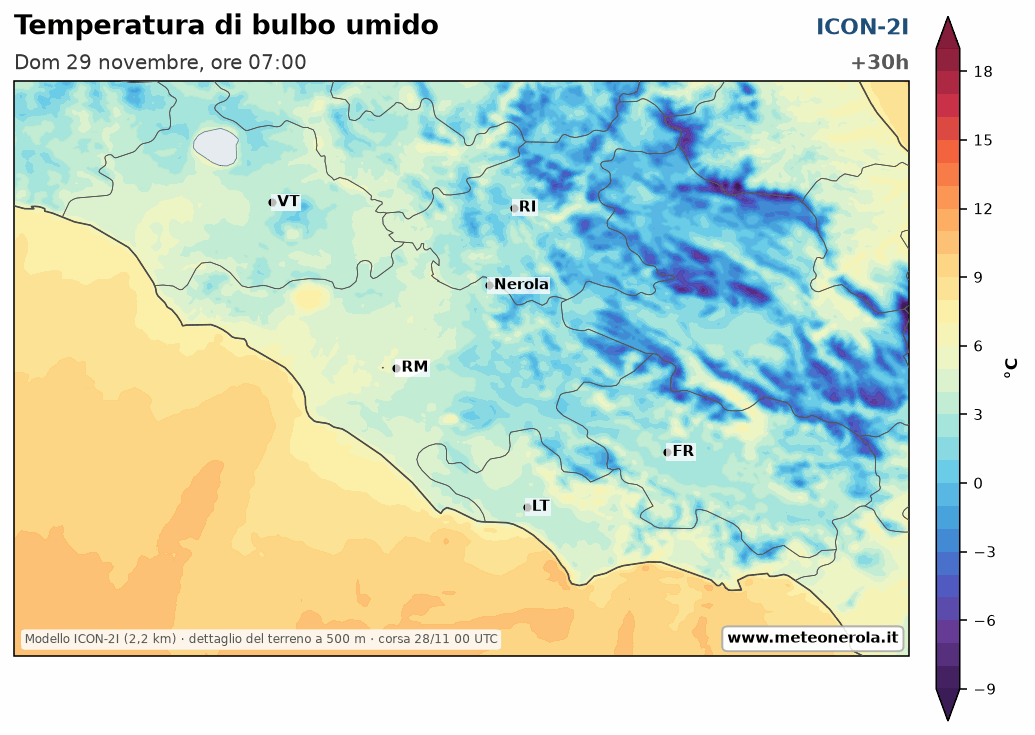 Temperatura di bulbo umido
ICON-2I
Dom 29 novembre, ore 07:00
+30h
VT
RI
Nerola
RM
FR
LT
18
15
12
9
6
3
0
−3
−6
−9
°C
Modello ICON-2I (2,2 km) · dettaglio del terreno a 500 m · corsa 28/11 00 UTC
www.meteonerola.it